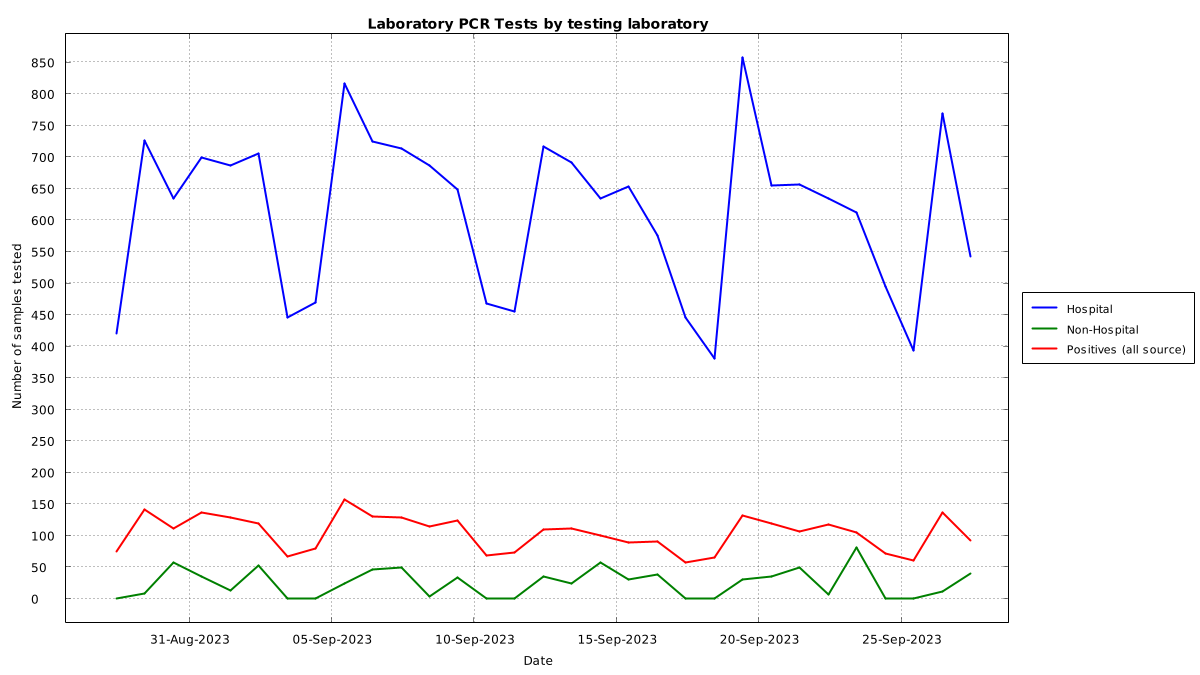 Laboratory PCR Tests by testing laboratory
850
800
750
700
650
600
550
500
450
400
350
300
250
200
150
100
50
0
Number of samples tested
31-Aug-2023
05-Sep-2023
10-Sep-2023
15-Sep-2023
20-Sep-2023
25-Sep-2023
Date
Hospital
Non-Hospital
Positives (all source)